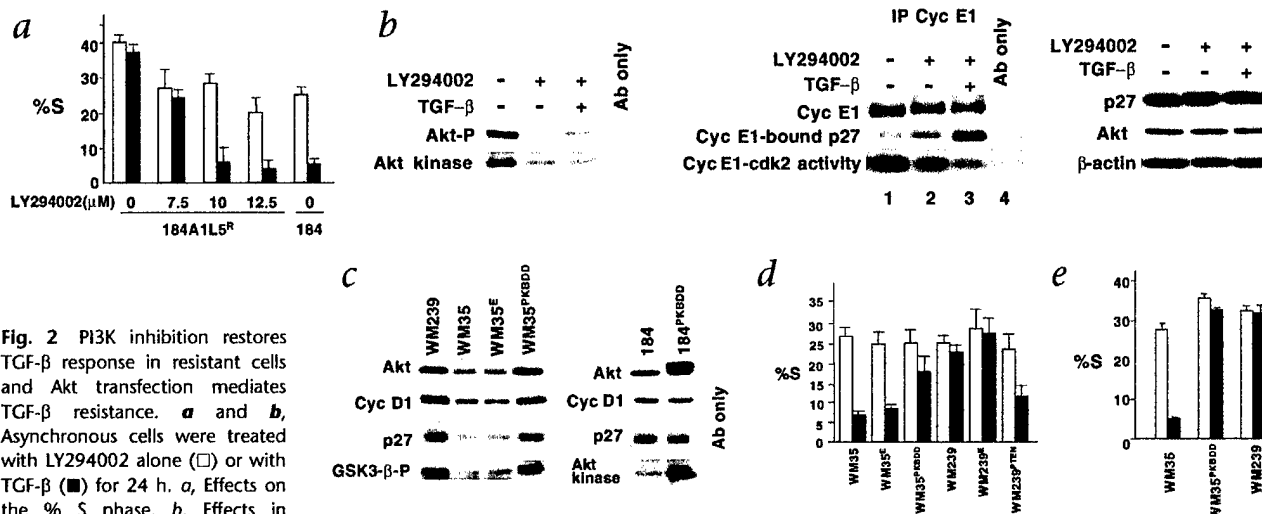 a
40
30
20
10
0
%S
LY294002(μM) 0 7.5 10 12.5 0
184A1L5R 184
b
Ab only
LY294002 - + +
TGF-β - - +
Akt-P
Akt kinase
IP Cyc E1
Ab only
LY294002 - + +
TGF-β - - +
Cyc E1
Cyc E1-bound p27
Cyc E1-cdk2 activity
1 2 3 4
LY294002 - + +
TGF-β - - +
p27
Akt
β-actin
Fig. 2 PI3K inhibition restores
TGF-β response in resistant cells
and Akt transfection mediates
TGF-β resistance. a and b,
Asynchronous cells were treated
with LY294002 alone (□) or with
TGF-β (■) for 24 h. a, Effects on
the % S phase. b, Effects in
c
WM239 WM35 WM35E WM35PKBDD
Akt
Cyc D1
p27
GSK3-β-P
184 184PKBDD
Ab only
Akt
Cyc D1
p27
Akt
kinase
d
35
30
25
20
15
10
5
0
%S
WM35 WM35E WM35PKBDD WM239 WM239E WM239PTEN
e
40
30
20
10
0
%S
WM35 WM35PKBDD WM239